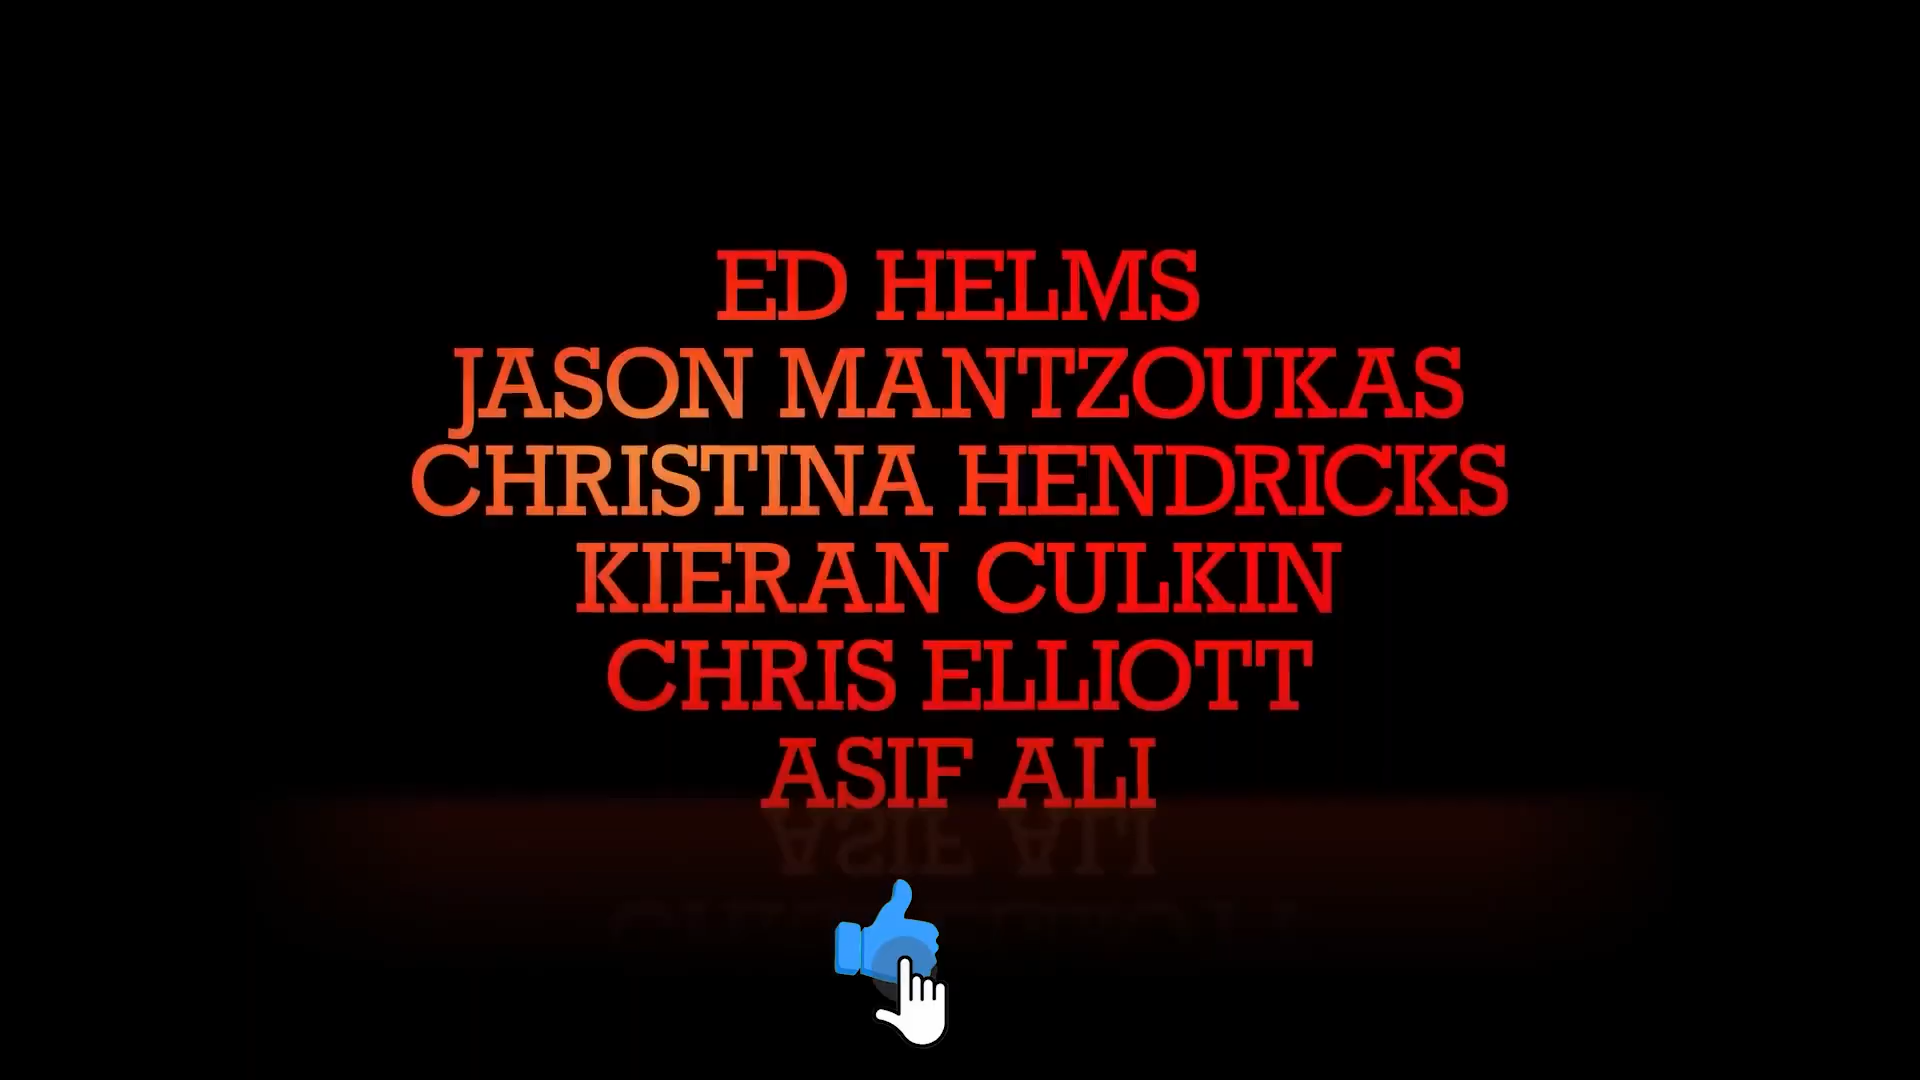 ED HELMS
JASON MANTZOUKAS
CHRISTINA HENDRICKS
KIERAN CULKIN
CHRIS ELLIOTT
ASIF ALI